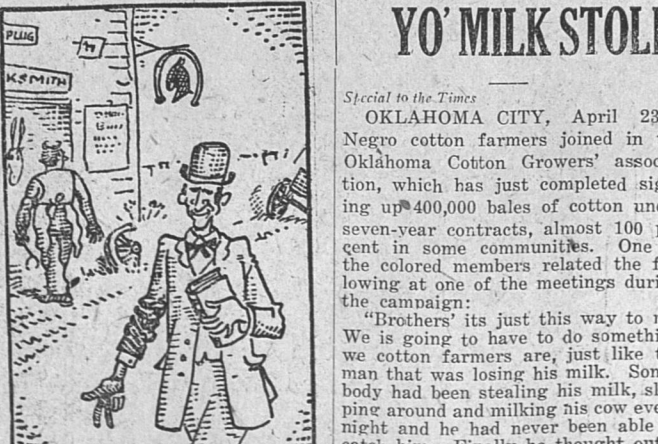 PLUG
KSMITH
YO' MILK STOL
Special to the Times
OKLAHOMA CITY, April 23
Negro cotton farmers joined in
Oklahoma Cotton Growers' assoc
tion, which has just completed sig
ing up 400,000 bales of cotton und
seven-year contracts, almost 100 p
cent in some communities. One
the colored members related the f
lowing at one of the meetings duri
the campaign:
"Brothers' its just this way to
We is going to have to do somethi
we cotton farmers are, just like t
man that was losing his milk. Som
body had been stealing his milk, sl
ping around and milking his cow eve
night and he had never been able